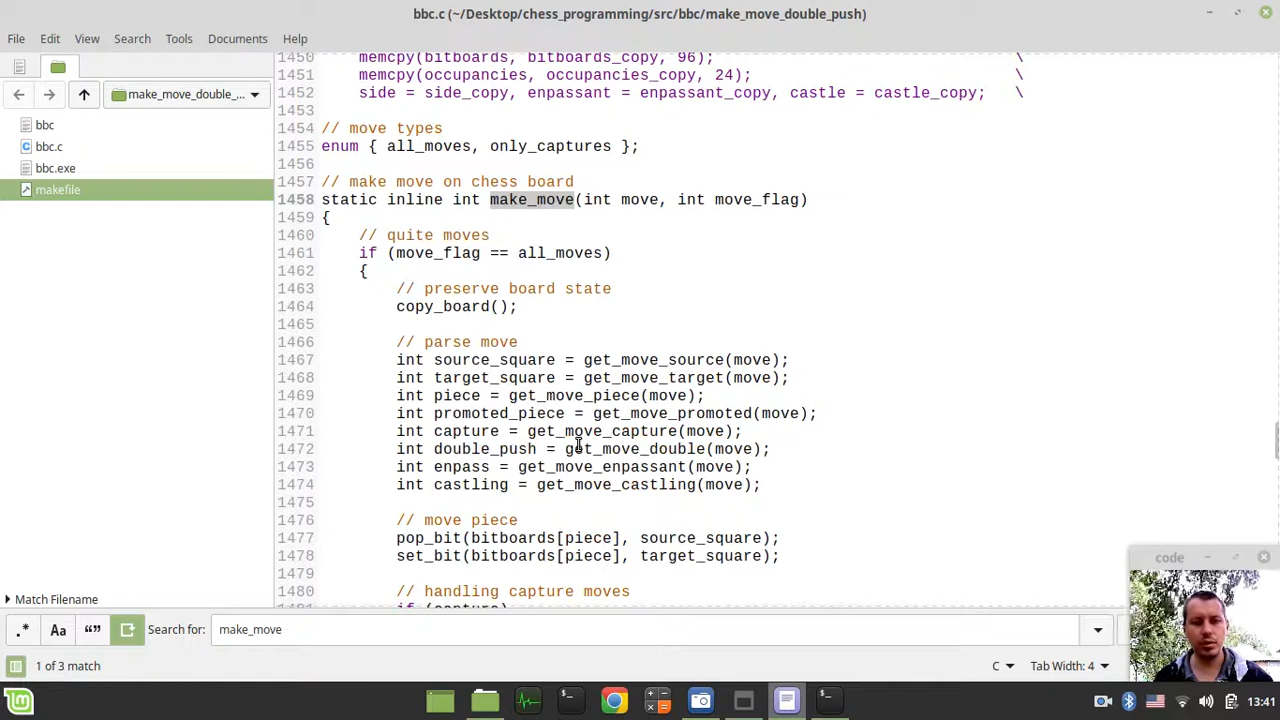 bbc.c (~/Desktop/chess_programming/src/bbc/make_move_double_push)
File Edit View Search Tools Documents Help
make_move_double_...
bbc
bbc.c
bbc.exe
makefile
Match Filename
1450 memcpy(bitboards, bitboards_copy, 96); \
1451 memcpy(occupancies, occupancies_copy, 24); \
1452 side = side_copy, enpassant = enpassant_copy, castle = castle_copy; \
1453
1454 // move types
1455 enum { all_moves, only_captures };
1456
1457 // make move on chess board
1458 static inline int make_move(int move, int move_flag)
1459 {
1460 // quite moves
1461 if (move_flag == all_moves)
1462 {
1463 // preserve board state
1464 copy_board();
1465
1466 // parse move
1467 int source_square = get_move_source(move);
1468 int target_square = get_move_target(move);
1469 int piece = get_move_piece(move);
1470 int promoted_piece = get_move_promoted(move);
1471 int capture = get_move_capture(move);
1472 int double_push = get_move_double(move);
1473 int enpass = get_move_enpassant(move);
1474 int castling = get_move_castling(move);
1475
1476 // move piece
1477 pop_bit(bitboards[piece], source_square);
1478 set_bit(bitboards[piece], target_square);
1479
1480 // handling capture moves
1481 if (capture)
.* Aa “” Search for: make_move
1 of 3 match
C Tab Width: 4
code
13:41